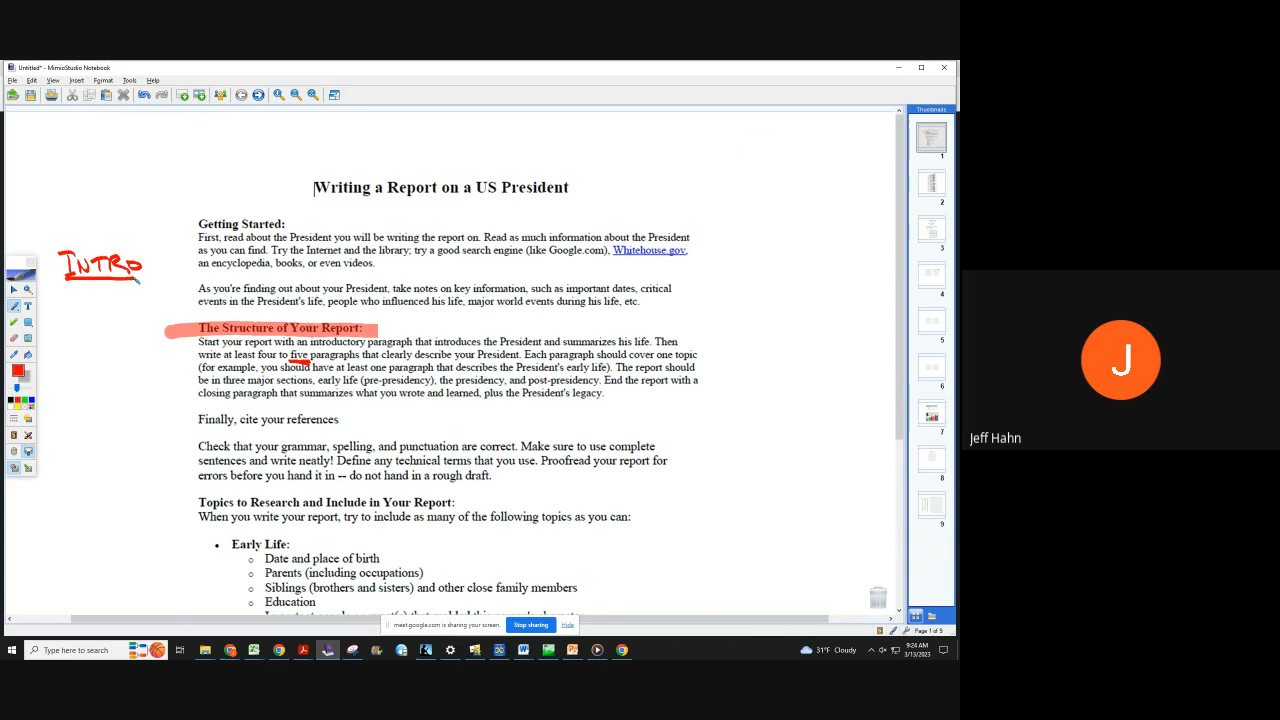 Untitled* - MimioStudio Notebook
File Edit View Insert Format Tools Help
Thumbnails
Writing a Report on a US President
Getting Started:
First, read about the President you will be writing the report on. Read as much information about the President
as you can find. Try the Internet and the library; try a good search engine (like Google.com), Whitehouse.gov,
an encyclopedia, books, or even videos.
INTRO
As you're finding out about your President, take notes on key information, such as important dates, critical
events in the President's life, people who influenced his life, major world events during his life, etc.
The Structure of Your Report:
Start your report with an introductory paragraph that introduces the President and summarizes his life. Then
write at least four to five paragraphs that clearly describe your President. Each paragraph should cover one topic
(for example, you should have at least one paragraph that describes the President's early life). The report should
be in three major sections, early life (pre-presidency), the presidency, and post-presidency. End the report with a
closing paragraph that summarizes what you wrote and learned, plus the President's legacy.
Finally, cite your references
Check that your grammar, spelling, and punctuation are correct. Make sure to use complete
sentences and write neatly! Define any technical terms that you use. Proofread your report for
errors before you hand it in -- do not hand in a rough draft.
Topics to Research and Include in Your Report:
When you write your report, try to include as many of the following topics as you can:
• Early Life:
o Date and place of birth
o Parents (including occupations)
o Siblings (brothers and sisters) and other close family members
o Education
1
2
3
4
5
6
7
8
9
meet.google.com is sharing your screen. Stop sharing Hide
Page 1 of 9
Type here to search
31°F Cloudy
9:24 AM
3/13/2023
J
Jeff Hahn